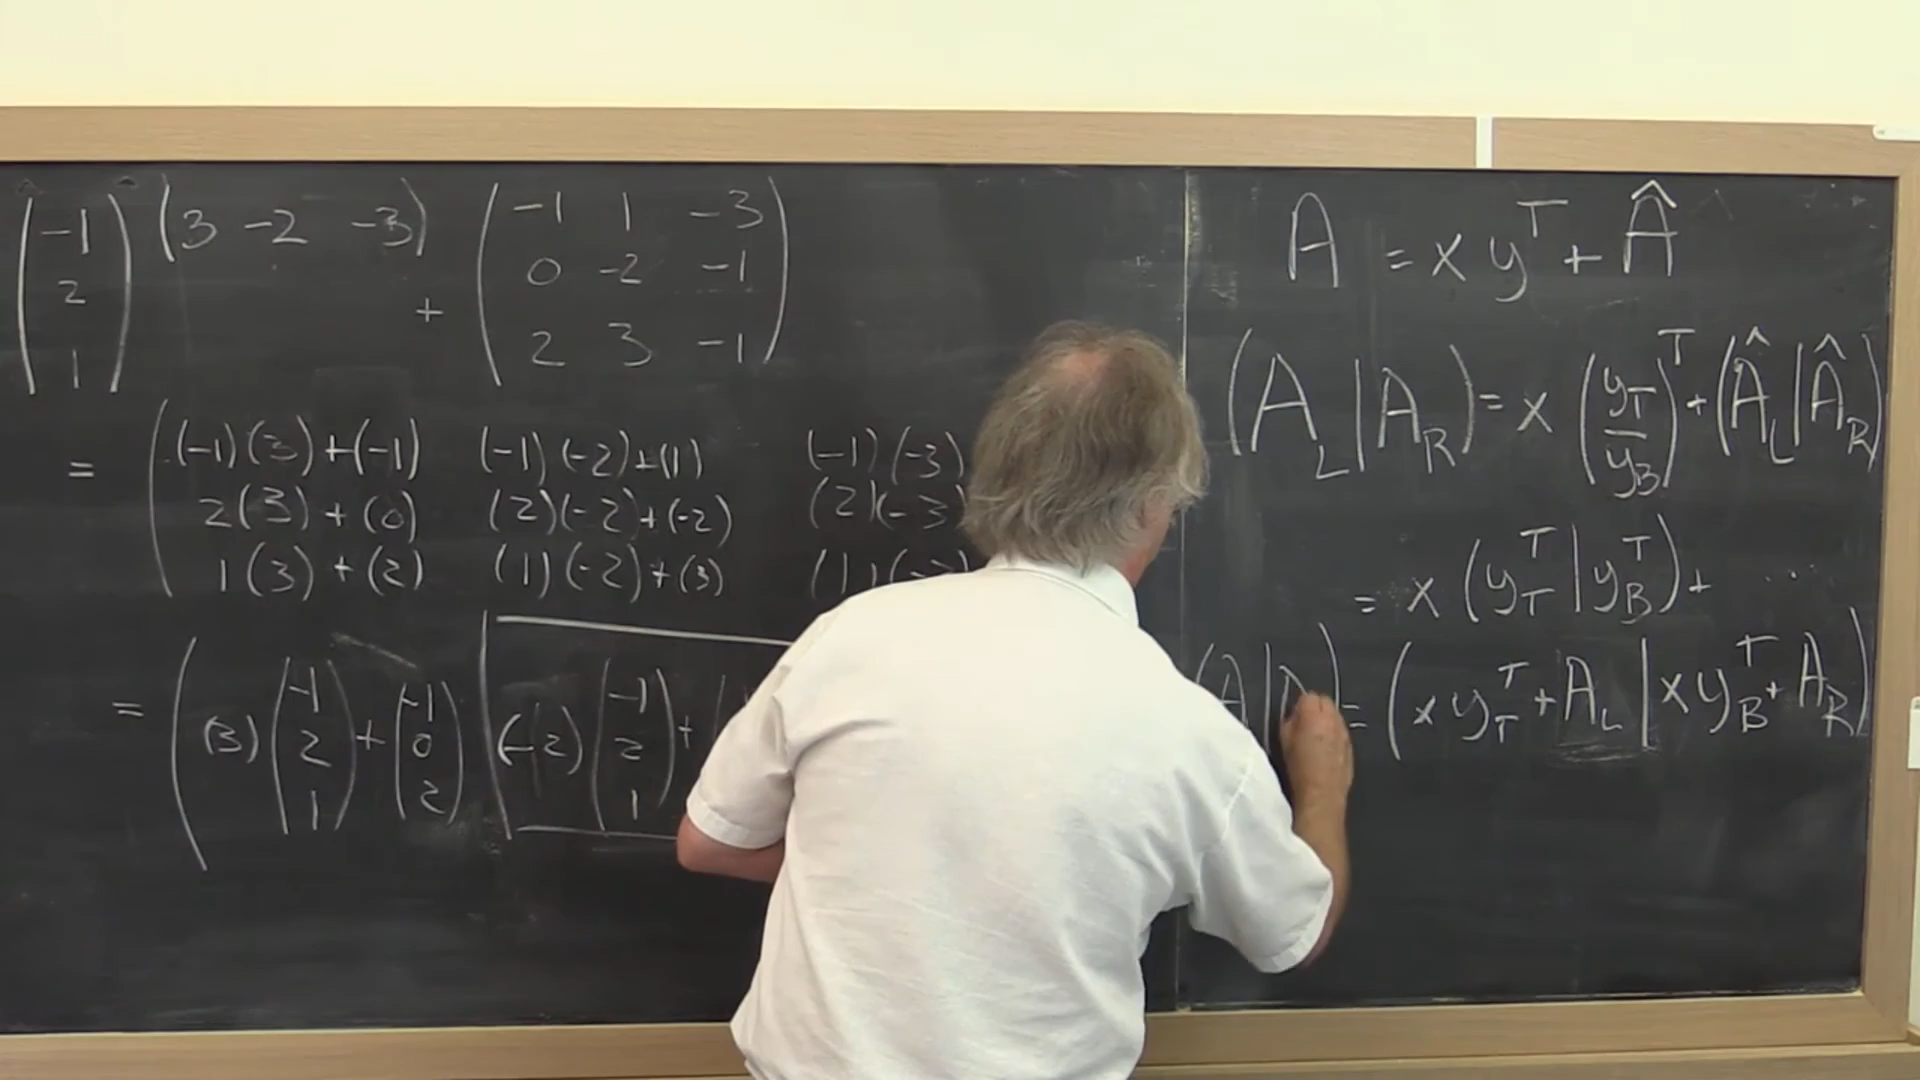 (-1 2 1) (3 -2 -3) + (-1 1 -3
0 -2 -1
2 3 -1)
= ((-1)(3)+(-1) (-1)(-2)+(1) (-1)(-3)
2(3)+(0) (2)(-2)+(-2) (2)(-3
1(3)+(2) (1)(-2)+(3) (1)(-3)
= ( (3) (-1 2 1) + (-1 0 2) | (-2) (-1 2 1) +
A = x y^T + Â
(A_L | A_R) = x (y_T / y_B)^T + (Â_L | Â_R)
= x (y_T^T | y_B^T) + ...
(A | A) = (x y_T^T + A_L | x y_B^T + A_R)